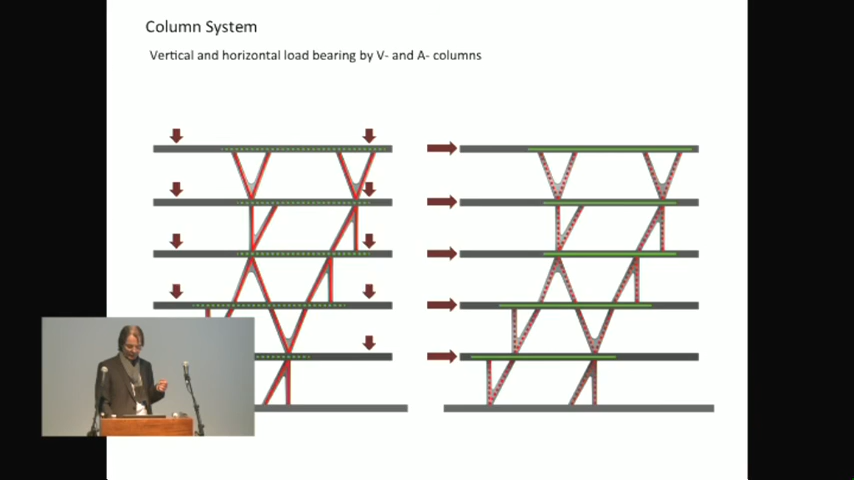 Column System
Vertical and horizontal load bearing by V- and A- columns